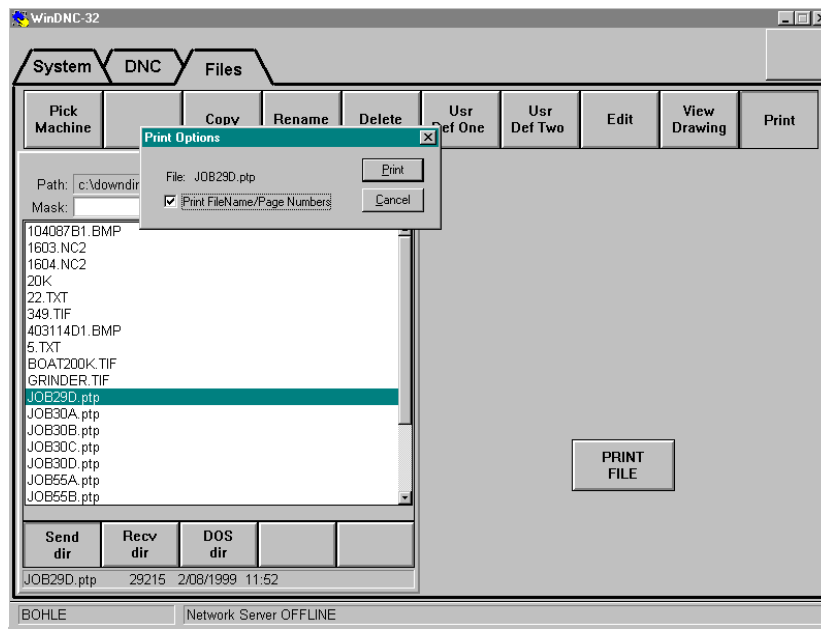 WinDNC-32
System DNC Files
Pick Machine Copy Rename Delete Usr Def One Usr Def Two Edit View Drawing Print
Print Options
File: JOB29D.ptp
Print
Print FileName/Page Numbers
Cancel
Path: c:\downdir
Mask:
104087B1.BMP
1603.NC2
1604.NC2
20K
22.TXT
349.TIF
403114D1.BMP
5.TXT
BOAT200K.TIF
GRINDER.TIF
JOB29D.ptp
JOB30A.ptp
JOB30B.ptp
JOB30C.ptp
JOB30D.ptp
JOB55A.ptp
JOB55B.ptp
PRINT FILE
Send dir Recv dir DOS dir
JOB29D.ptp 29215 2/08/1999 11:52
BOHLE Network Server OFFLINE